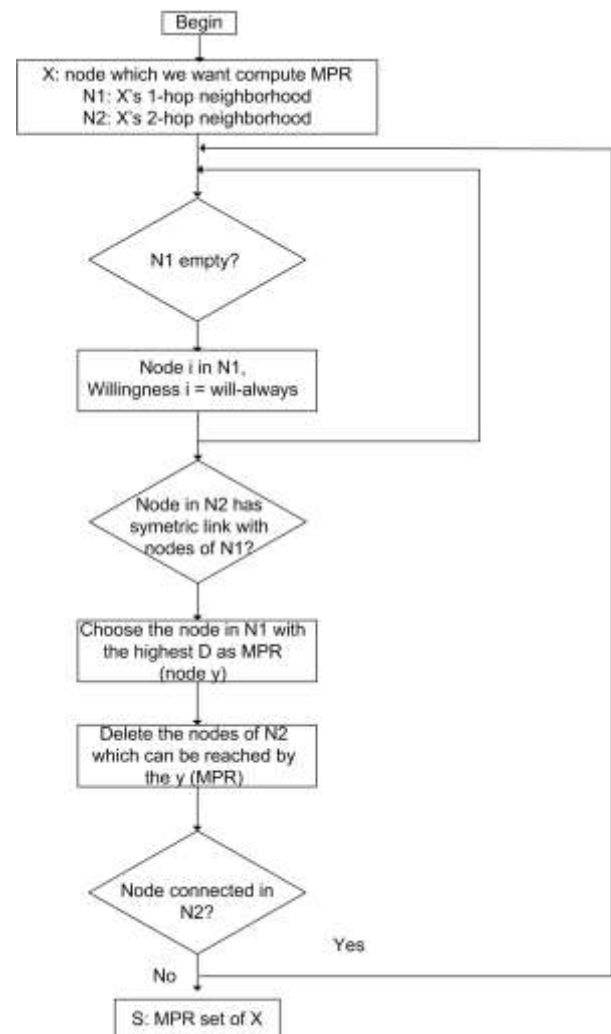 Begin
X: node which we want compute MPR
N1: X's 1-hop neighborhood
N2: X's 2-hop neighborhood
N1 empty?
Node i in N1,
Willingness i = will-always
Node in N2 has
symetric link with
nodes of N1?
Choose the node in N1 with
the highest D as MPR
(node y)
Delete the nodes of N2
which can be reached by
the y (MPR)
Node connected in
N2?
Yes
No
S: MPR set of X